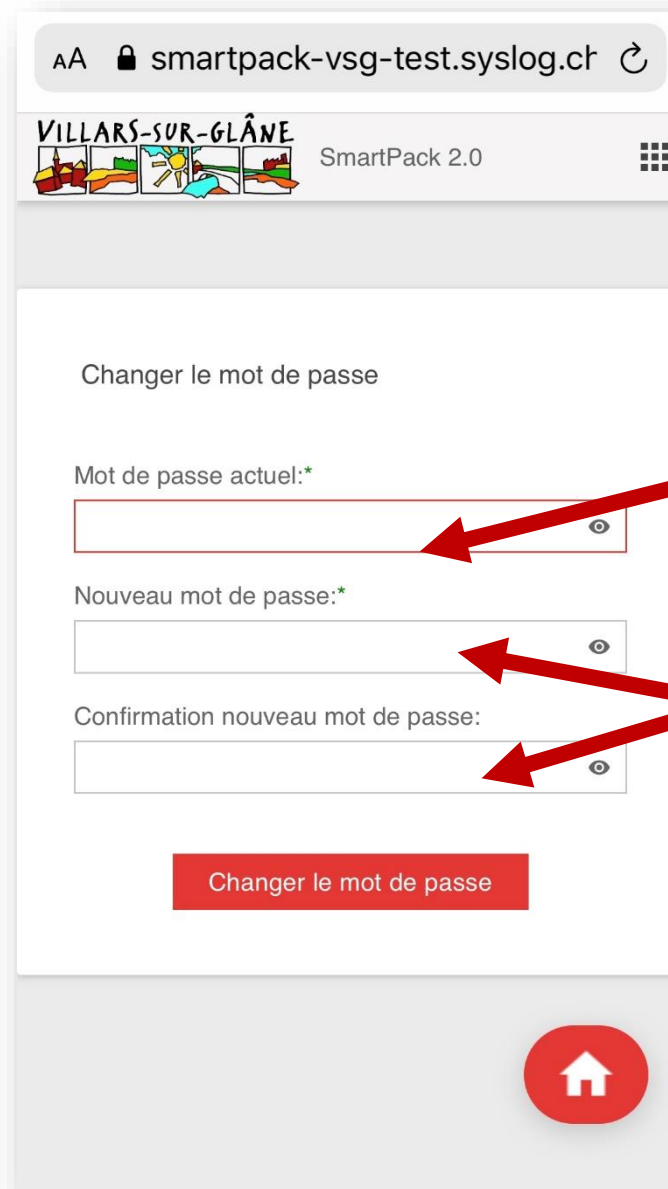 AA smartpack-vsg-test.syslog.ch
VILLARS-SUR-GLÂNE
SmartPack 2.0
Changer le mot de passe
Mot de passe actuel:*
Nouveau mot de passe:*
Confirmation nouveau mot de passe:
Changer le mot de passe